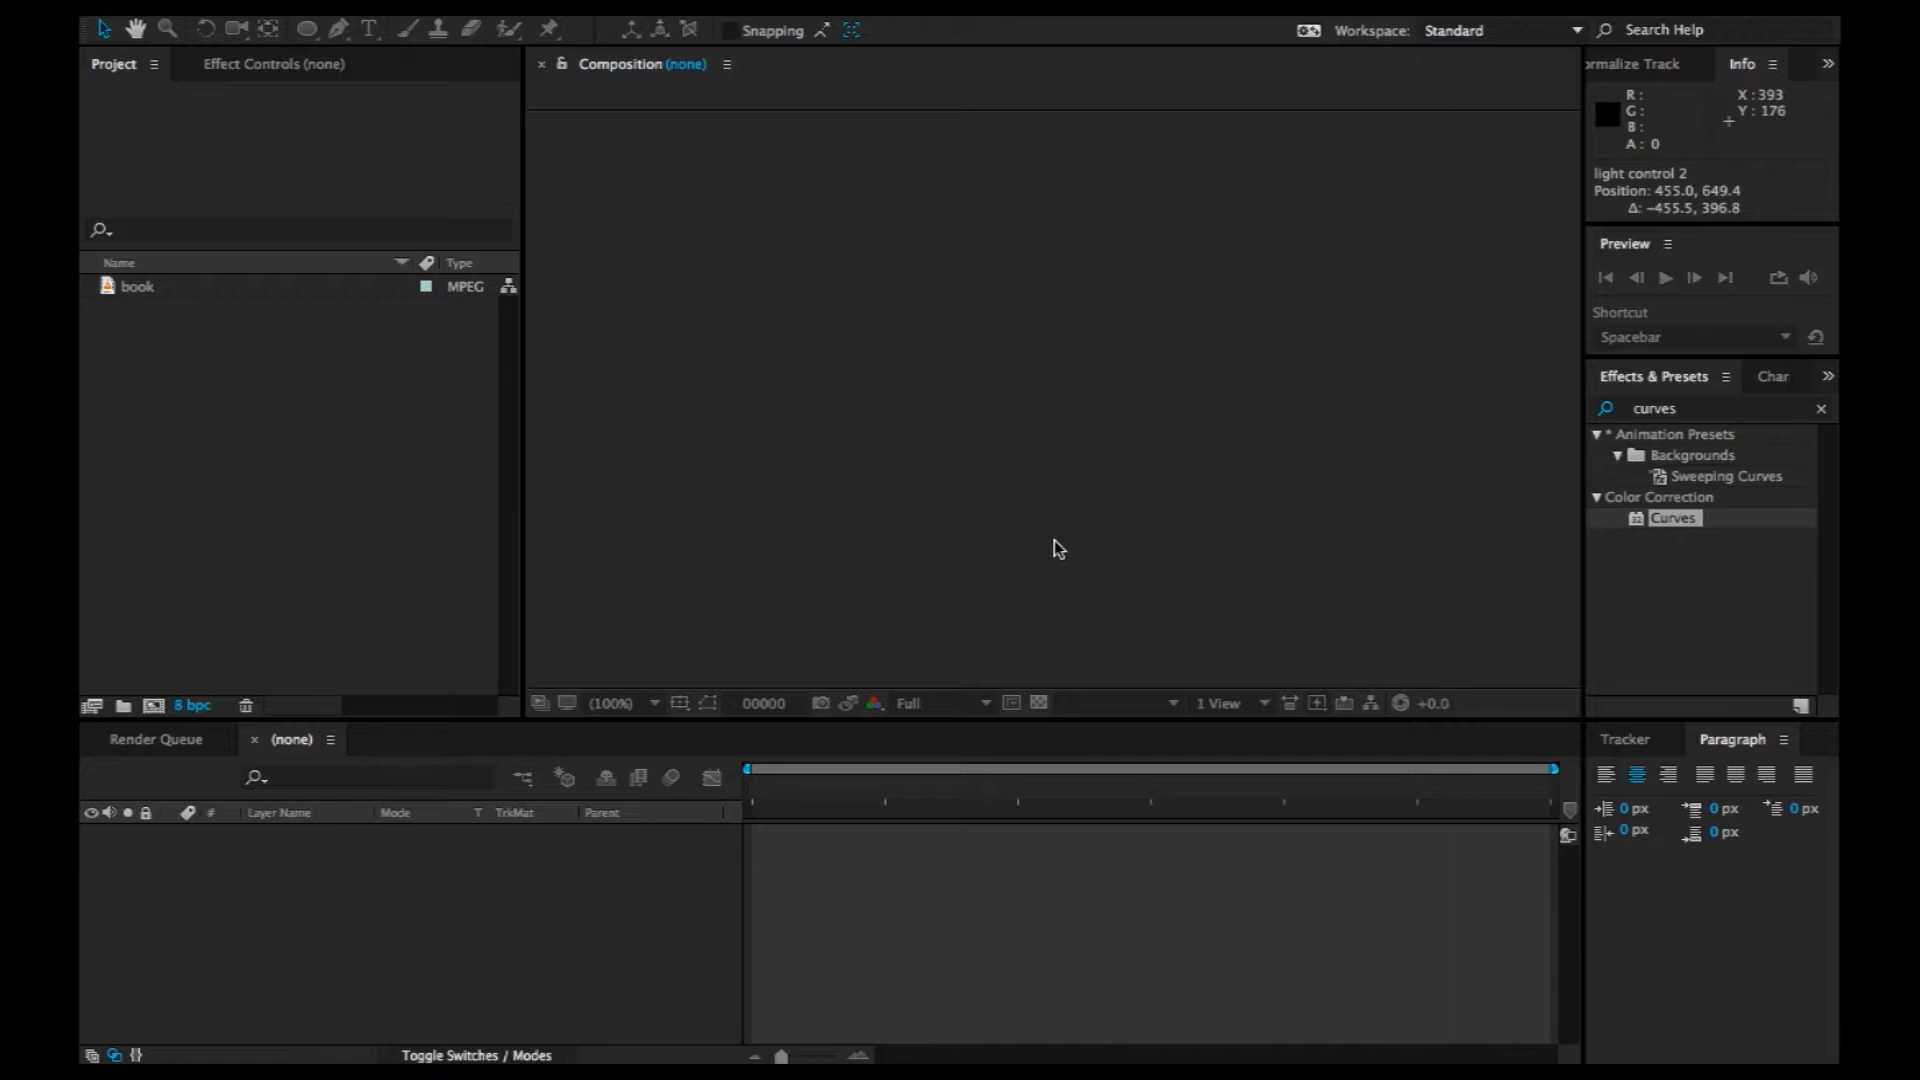 Snapping
Workspace: Standard
Search Help
Project
Effect Controls (none)
Composition (none)
ormalize Track
Info
R :
G :
B :
A : 0
X : 393
Y : 176
light control 2
Position: 455.0, 649.4
Δ: -455.5, 396.8
Preview
Shortcut
Spacebar
Name
Type
book
MPEG
Effects & Presets
Char
curves
* Animation Presets
Backgrounds
Sweeping Curves
Color Correction
Curves
8 bpc
(100%)
00000
Full
1 View
+0.0
Render Queue
(none)
Tracker
Paragraph
#
Layer Name
Mode
T
TrkMat
Parent
0 px
0 px
0 px
0 px
0 px
Toggle Switches / Modes